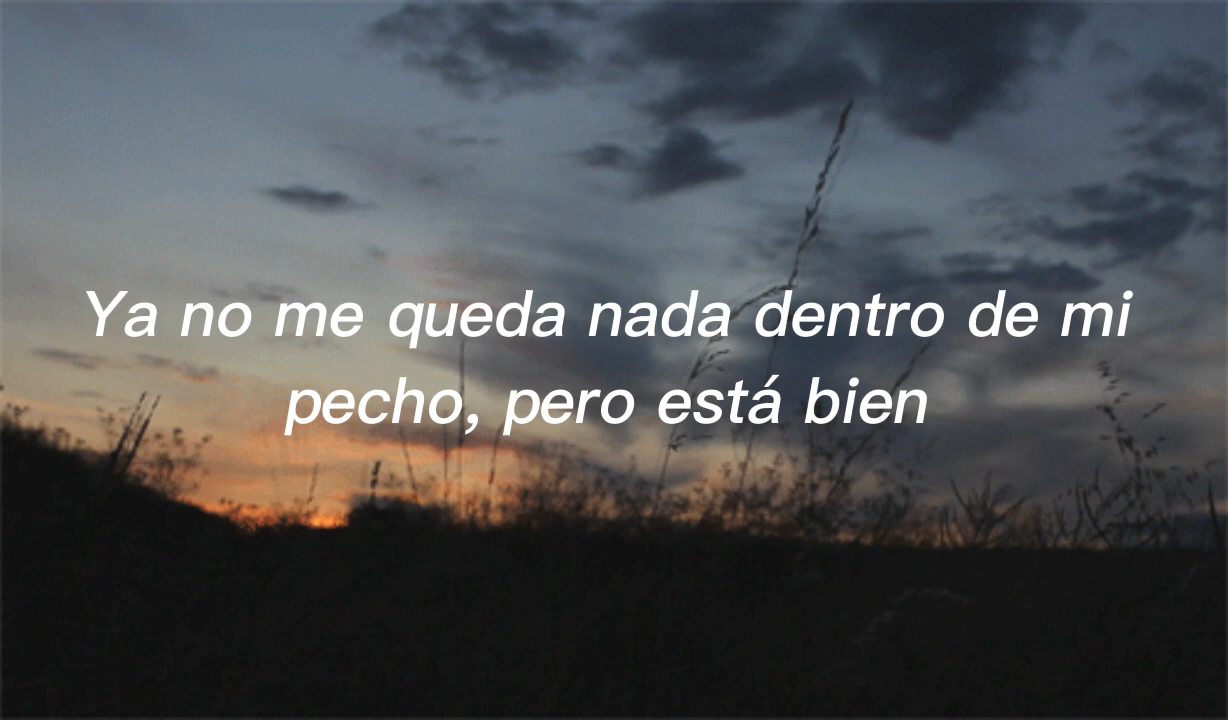 Ya no me queda nada dentro de mi
pecho, pero está bien